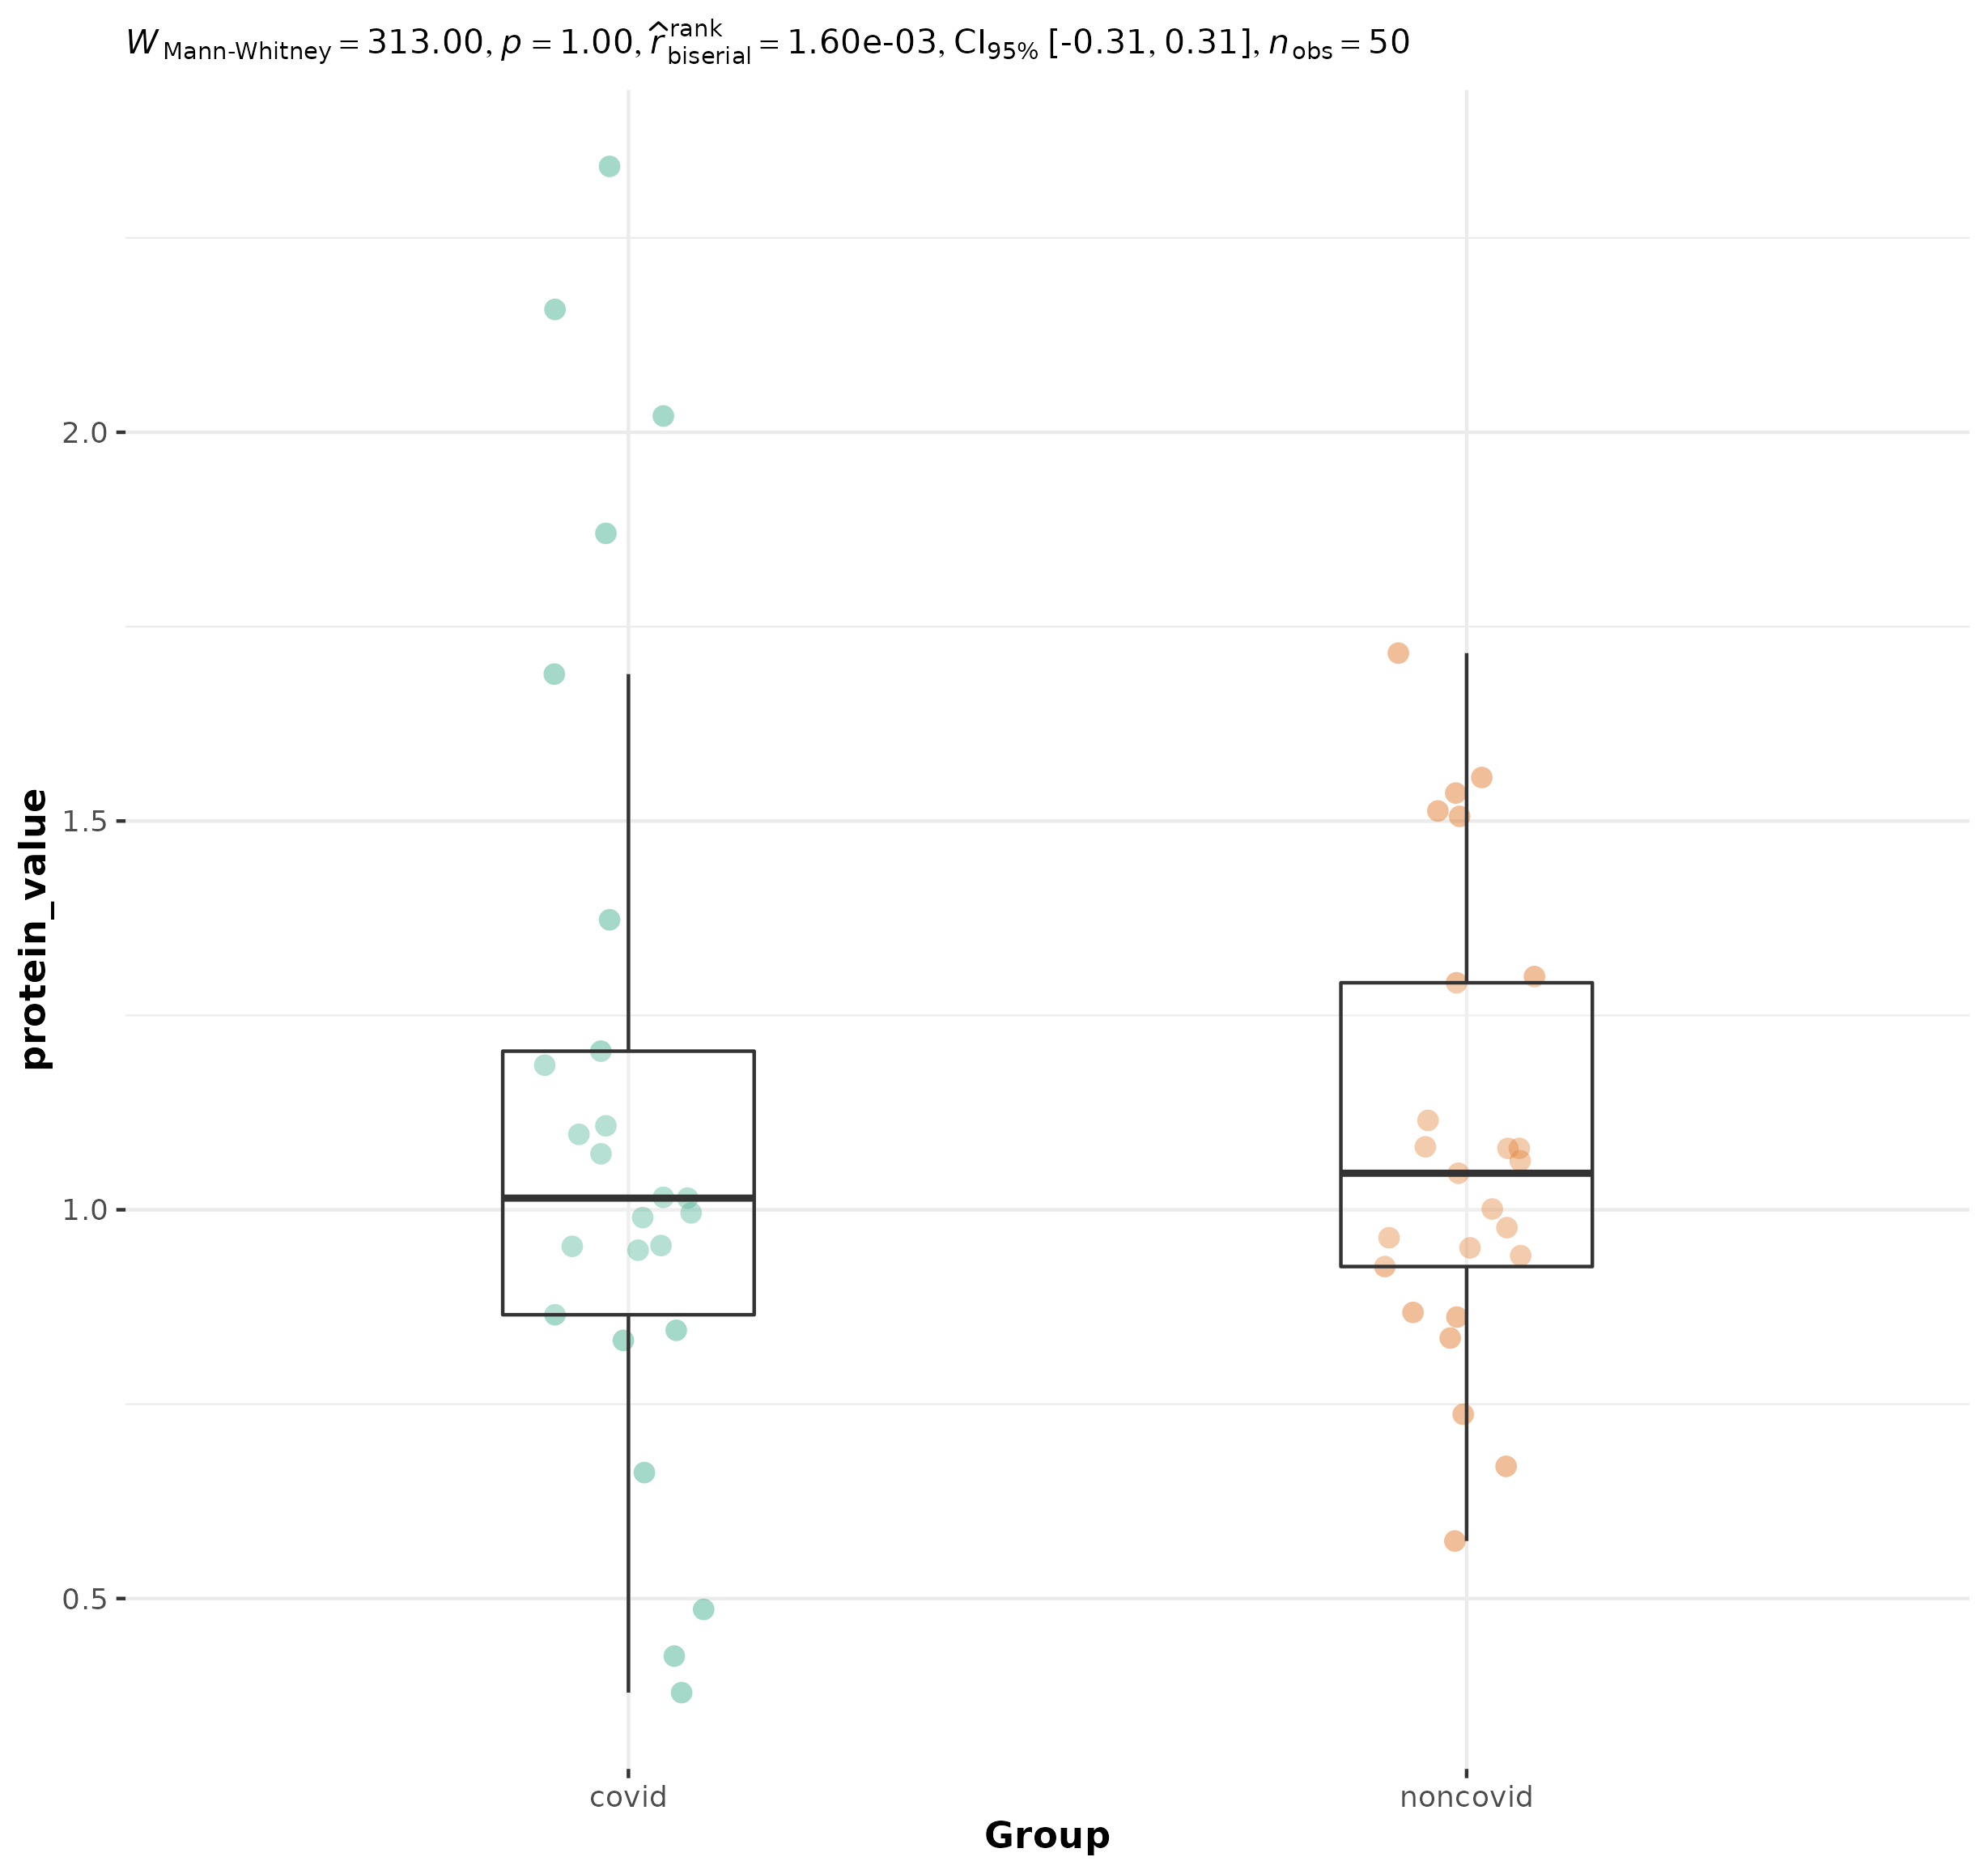 W Mann-Whitney = 313.00, p = 1.00, r̂ rank biserial = 1.60e-03, CI95% [-0.31, 0.31], nobs = 50
protein_value
2.0
1.5
1.0
0.5
covid noncovid
Group